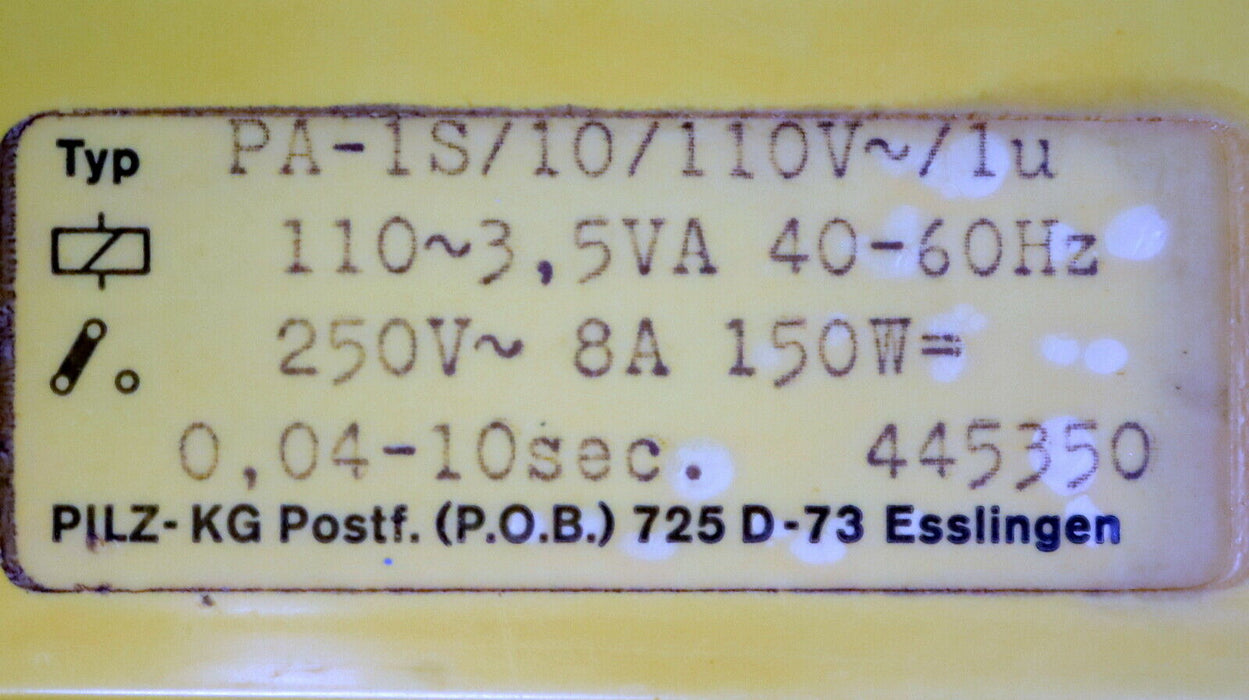 Typ PA-1S/10/110V~/1u
110~3,5VA 40-60Hz
250V~ 8A 150W=
0,04-10sec. 445350
PILZ-KG Postf. (P.O.B.) 725 D-73 Esslingen